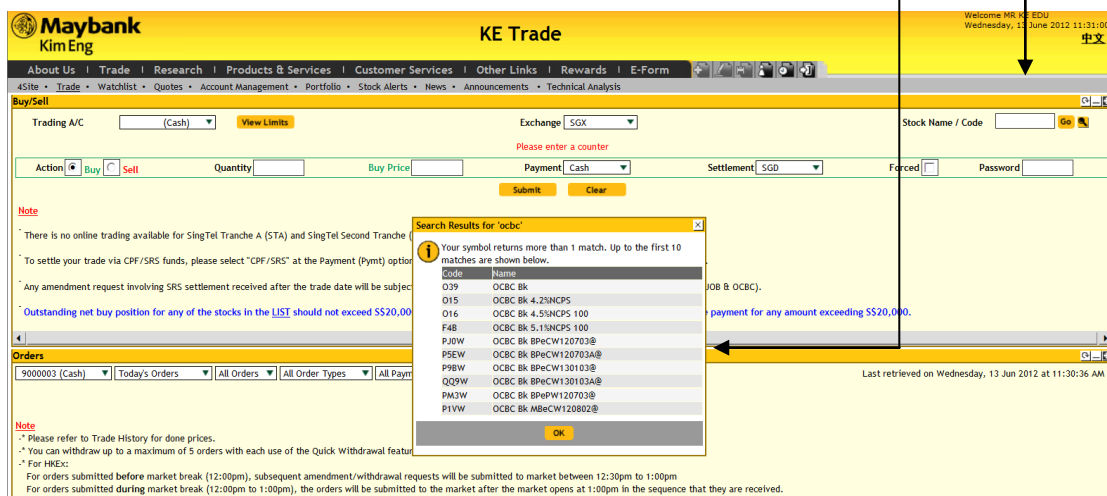 Maybank
Kim Eng
KE Trade
Welcome MR KE EDU
Wednesday, 13 June 2012 11:31:00
中文
About Us | Trade | Research | Products & Services | Customer Services | Other Links | Rewards | E-Form
4Site • Trade • Watchlist • Quotes • Account Management • Portfolio • Stock Alerts • News • Announcements • Technical Analysis
Buy/Sell
Trading A/C (Cash) View Limits Exchange SGX Stock Name / Code Go
Please enter a counter
Action Buy Sell Quantity Buy Price Payment Cash Settlement SGD Forced Password
Submit Clear
Note
- There is no online trading available for SingTel Tranche A (STA) and SingTel Second Tranche (
- To settle your trade via CPF/SRS funds, please select "CPF/SRS" at the Payment (Pymt) option
- Any amendment request involving SRS settlement received after the trade date will be subjec JOB & OCBC).
- Outstanding net buy position for any of the stocks in the LIST should not exceed S$20,00 payment for any amount exceeding S$20,000.
Search Results for 'ocbc'
Your symbol returns more than 1 match. Up to the first 10
matches are shown below.
Code Name
O39 OCBC Bk
O15 OCBC Bk 4.2%NCPS
O16 OCBC Bk 4.5%NCPS 100
F4B OCBC Bk 5.1%NCPS 100
PJ0W OCBC Bk BPeCW120703@
P5EW OCBC Bk BPeCW120703A@
P9BW OCBC Bk BPeCW130103@
QQ9W OCBC Bk BPeCW130103A@
PM3W OCBC Bk BPePW120703@
P1VW OCBC Bk MBeCW120802@
OK
Orders
9000003 (Cash) Today's Orders All Orders All Order Types All Paym Last retrieved on Wednesday, 13 Jun 2012 at 11:30:36 AM
Note
-* Please refer to Trade History for done prices.
-* You can withdraw up to a maximum of 5 orders with each use of the Quick Withdrawal featur
-* For HKEx:
For orders submitted before market break (12:00pm), subsequent amendment/withdrawal requests will be submitted to market between 12:30pm to 1:00pm
For orders submitted during market break (12:00pm to 1:00pm), the orders will be submitted to the market after the market opens at 1:00pm in the sequence that they are received.